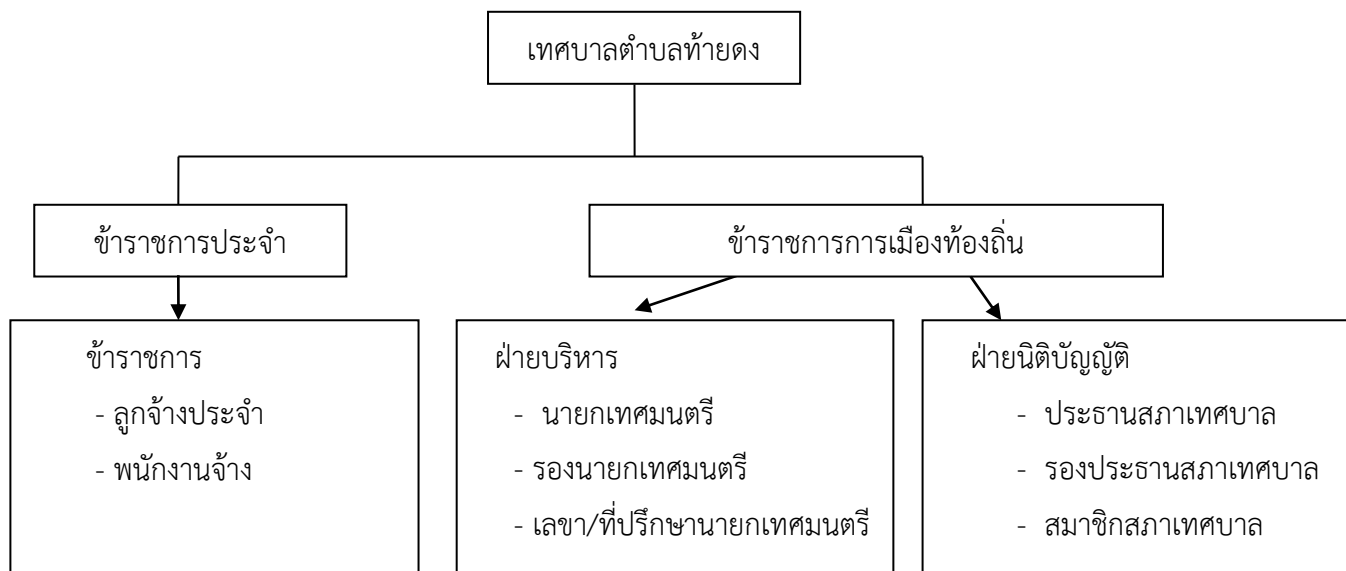 เทศบาลตำบลท้ายดง
ข้าราชการประจำ
ข้าราชการการเมืองท้องถิ่น
ข้าราชการ
- ลูกจ้างประจำ
- พนักงานจ้าง
ฝ่ายบริหาร
- นายกเทศมนตรี
- รองนายกเทศมนตรี
- เลขา/ที่ปรึกษานายกเทศมนตรี
ฝ่ายนิติบัญญัติ
- ประธานสภาเทศบาล
- รองประธานสภาเทศบาล
- สมาชิกสภาเทศบาล